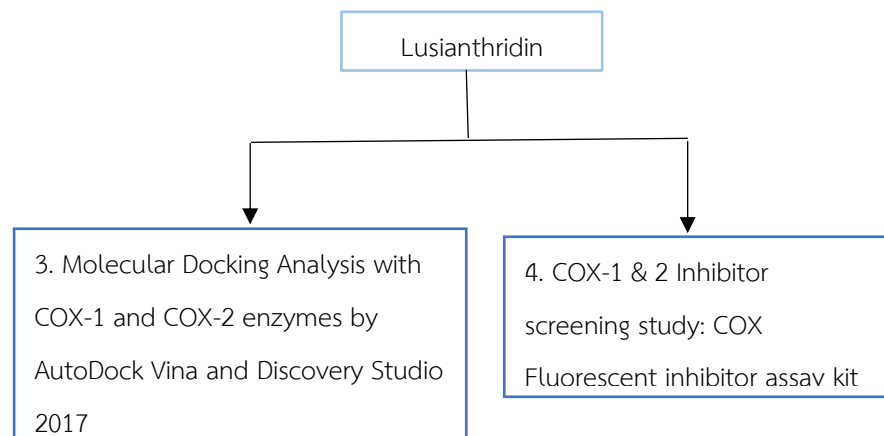 Lusianthridin
3. Molecular Docking Analysis with
COX-1 and COX-2 enzymes by
AutoDock Vina and Discovery Studio
2017
4. COX-1 & 2 Inhibitor
screening study: COX
Fluorescent inhibitor assay kit